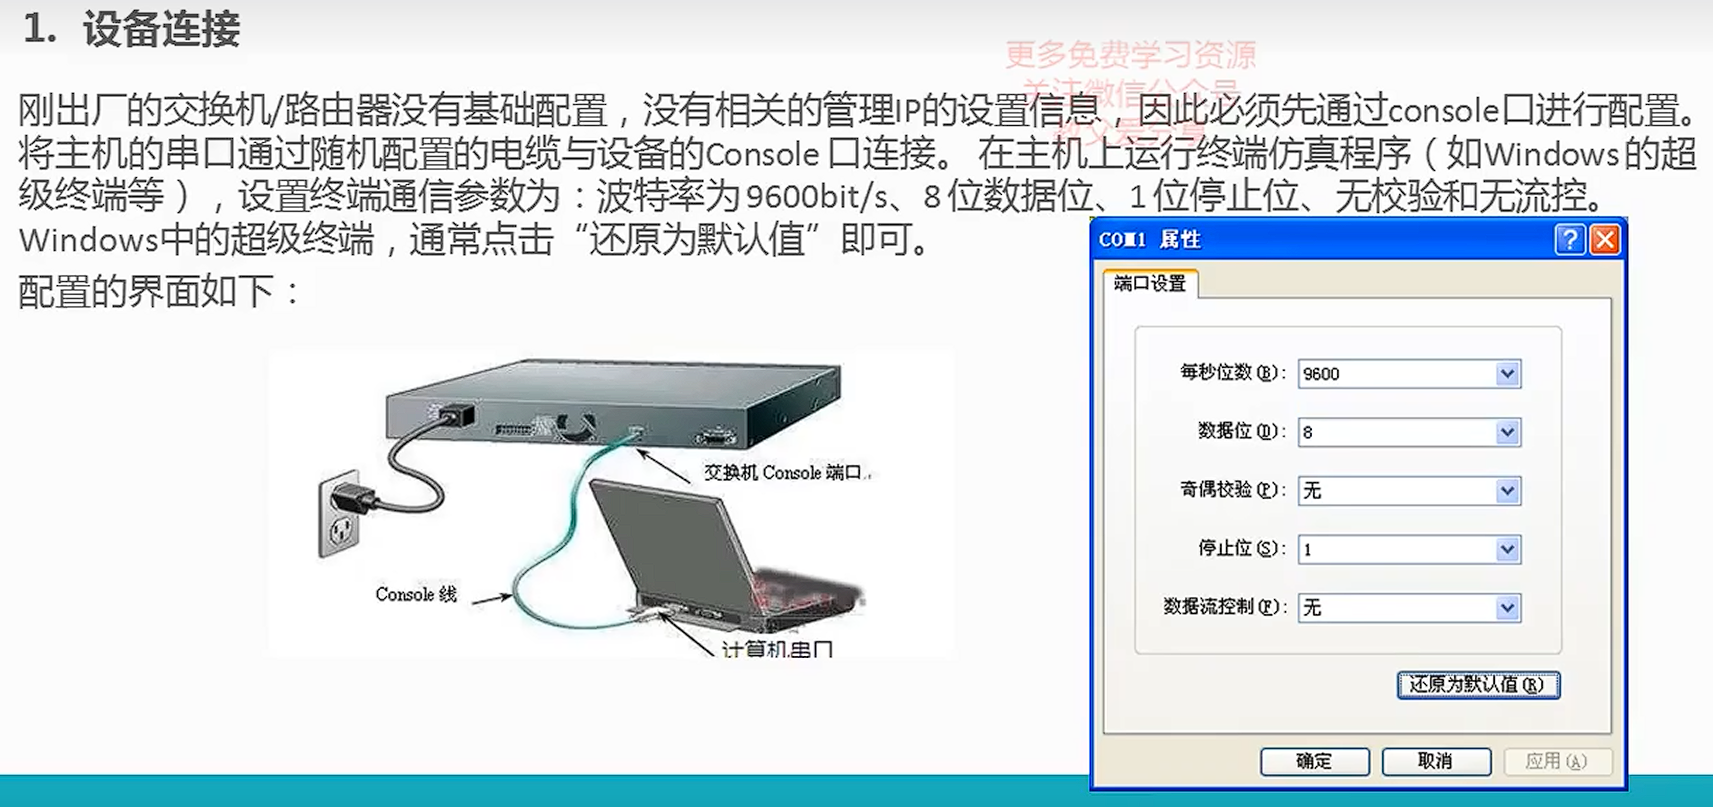 1. 设备连接
更多免费学习资源
关注微信公众号
刚出厂的交换机/路由器没有基础配置，没有相关的管理IP的设置信息，因此必须先通过console口进行配置。
将主机的串口通过随机配置的电缆与设备的Console 口连接。 在主机上运行终端仿真程序（如Windows的超
级终端等），设置终端通信参数为：波特率为9600bit/s、8位数据位、1位停止位、无校验和无流控。
Windows中的超级终端，通常点击“还原为默认值”即可。
配置的界面如下：
交换机 Console 端口
Console 线
计算机串口
COM1 属性
端口设置
每秒位数(B): 9600
数据位(D): 8
奇偶校验(P): 无
停止位(S): 1
数据流控制(F): 无
还原为默认值(R)
确定 取消 应用(A)